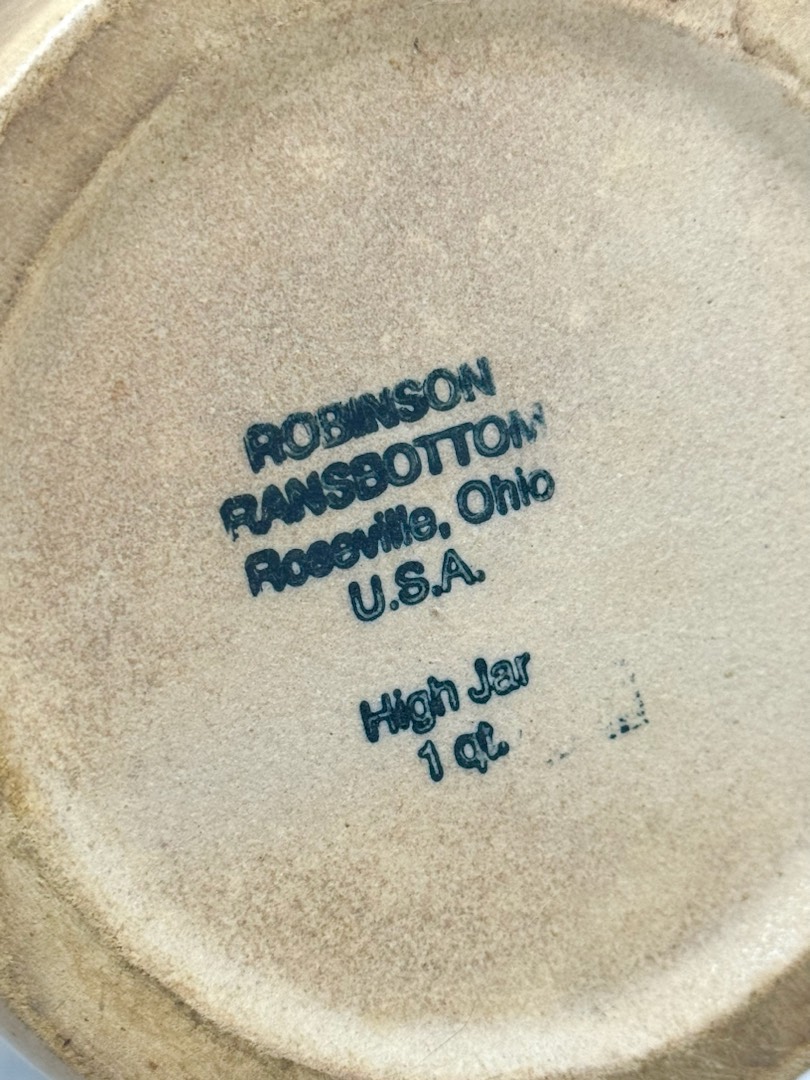 ROBINSON
RANSBOTTOM
Roseville, Ohio
U.S.A.
High Jar
1 qt.